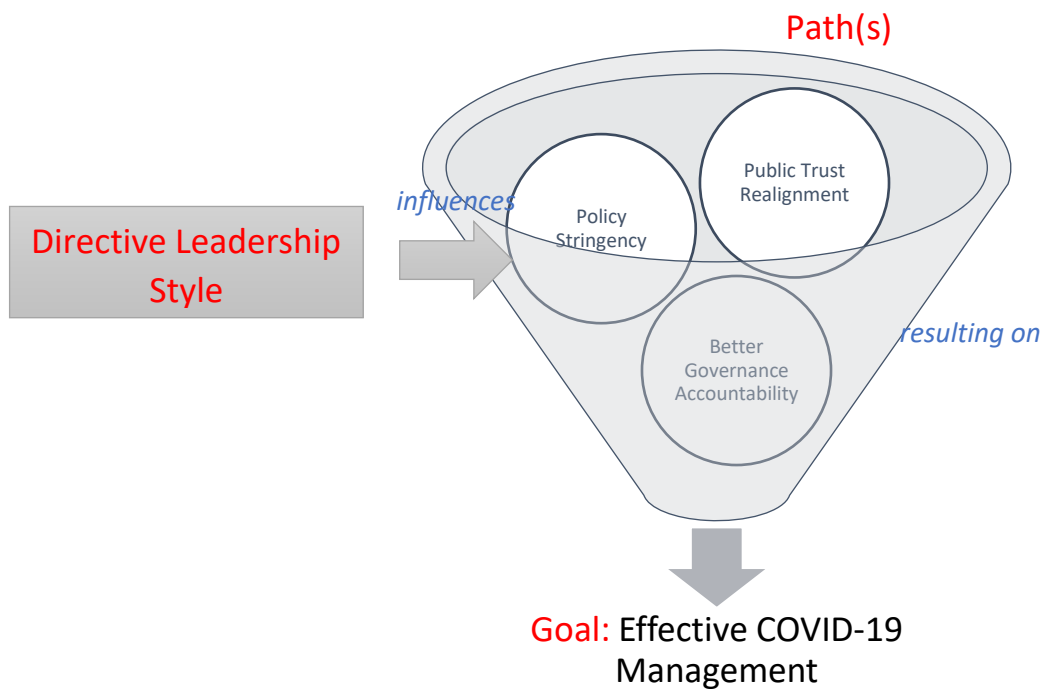 Path(s)
influences
Directive Leadership
Style
Policy
Stringency
Public Trust
Realignment
Better
Governance
Accountability
resulting on
Goal: Effective COVID-19
Management